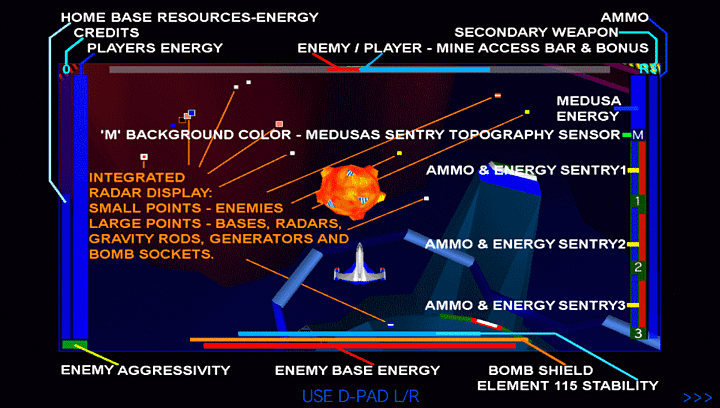 HOME BASE RESOURCES-ENERGY
AMMO
CREDITS
SECONDARY WEAPON
PLAYERS ENERGY
ENEMY / PLAYER - MINE ACCESS BAR & BONUS
0
R
MEDUSA
ENERGY
'M' BACKGROUND COLOR - MEDUSAS SENTRY TOPOGRAPHY SENSOR
M
AMMO & ENERGY SENTRY1
INTEGRATED
RADAR DISPLAY:
SMALL POINTS - ENEMIES
LARGE POINTS - BASES, RADARS,
GRAVITY RODS, GENERATORS AND
BOMB SOCKETS.
1
AMMO & ENERGY SENTRY2
2
AMMO & ENERGY SENTRY3
3
ENEMY AGGRESSIVITY
ENEMY BASE ENERGY
BOMB SHIELD
ELEMENT 115 STABILITY
USE D-PAD L/R
>>>